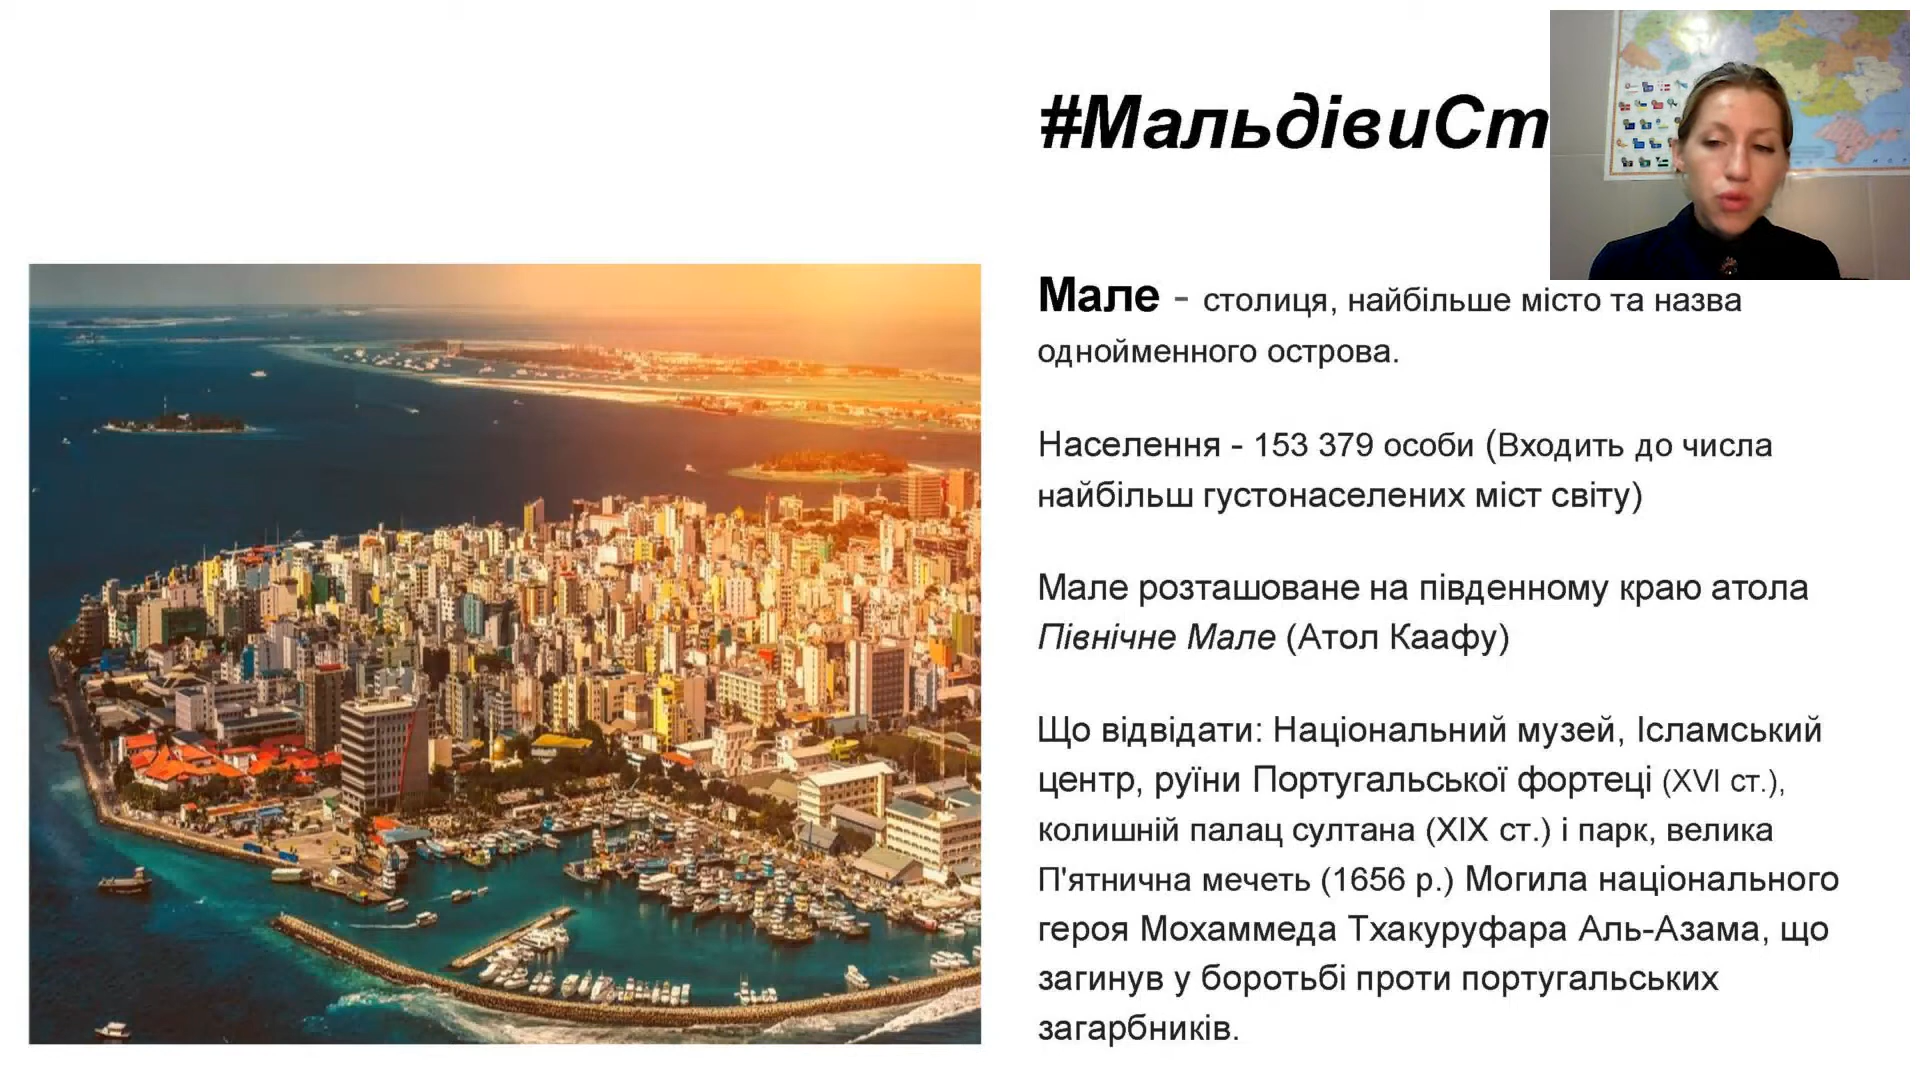 #МальдівиСт
Мале - столиця, найбільше місто та назва
однойменного острова.
Населення - 153 379 особи (Входить до числа
найбільш густонаселених міст світу)
Мале розташоване на південному краю атола
Північне Мале (Атол Каафу)
Що відвідати: Національний музей, Ісламський
центр, руїни Португальської фортеці (XVI ст.),
колишній палац султана (XIX ст.) і парк, велика
П'ятнична мечеть (1656 р.) Могила національного
героя Мохаммеда Тхакуруфара Аль-Азама, що
загинув у боротьбі проти португальських
загарбників.